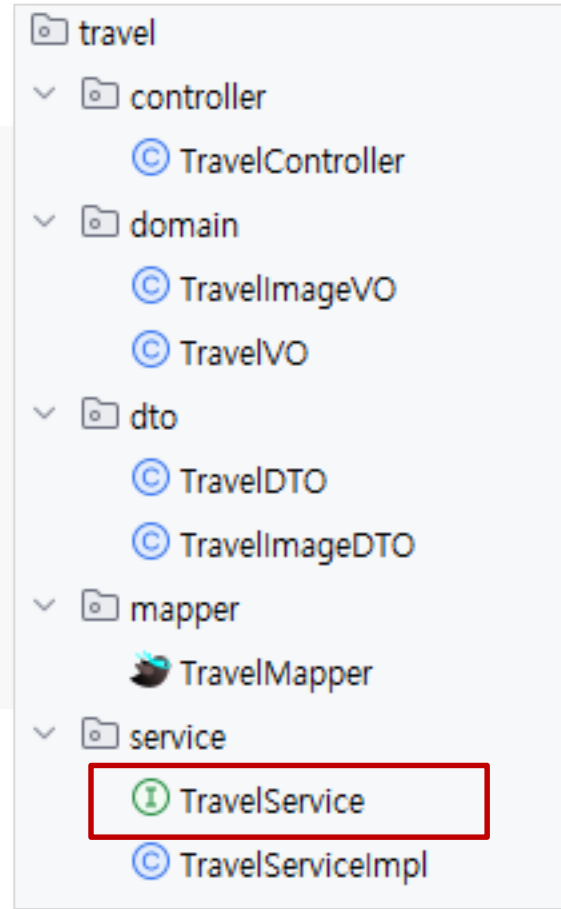 travel
controller
C TravelController
domain
C TravelImageVO
C TravelVO
dto
C TravelDTO
C TravelImageDTO
mapper
TravelMapper
service
I TravelService
C TravelServiceImpl